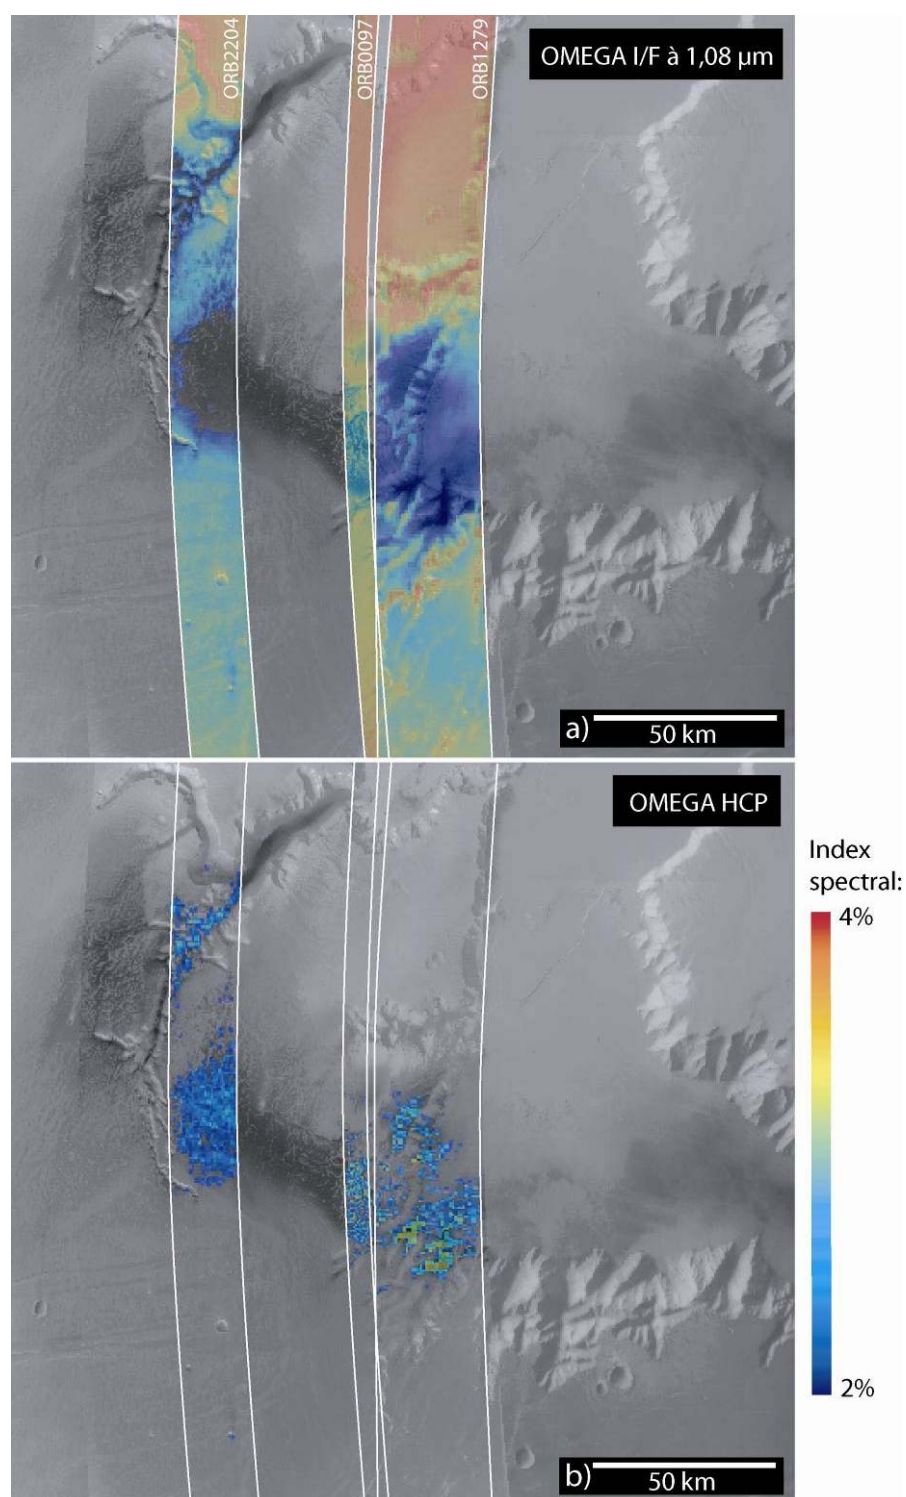 ORB2204
ORB0097
ORB1279
OMEGA I/F à 1,08 µm
a)
50 km
OMEGA HCP
Index
spectral:
4%
2%
b)
50 km